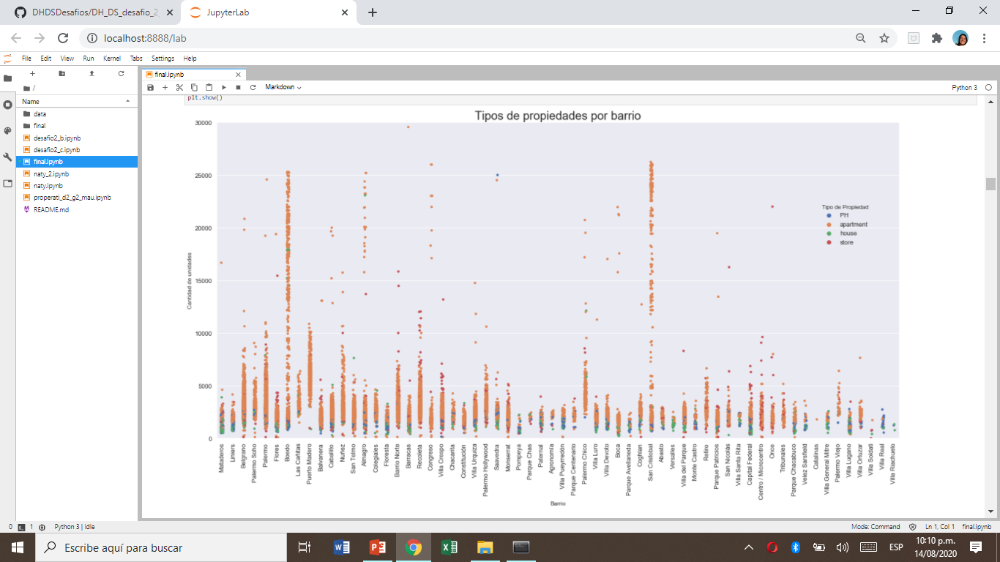 DHDSDesafios/DH_DS_desafio_2
JupyterLab
localhost:8888/lab
File Edit View Run Kernel Tabs Settings Help
final.ipynb
Markdown
Python 3
/
Name
data
final
desafio2_b.ipynb
desafio2_c.ipynb
final.ipynb
naty_2.ipynb
naty.ipynb
properati_d2_g2_mau.ipynb
README.md
plt.show()
Tipos de propiedades por barrio
30000
25000
20000
15000
10000
5000
0
Cantidad de unidades
Tipo de Propiedad
PH
apartment
house
store
Mataderos
Liniers
Belgrano
Palermo Soho
Palermo
Flores
Boedo
Las Cañitas
Puerto Madero
Balvanera
Caballito
Nuñez
San Telmo
Almagro
Colegiales
Floresta
Barrio Norte
Barracas
Recoleta
Congreso
Villa Crespo
Chacarita
Constitución
Villa Urquiza
Palermo Hollywood
Saavedra
Monserrat
Pompeya
Parque Chas
Paternal
Agronomía
Villa Pueyrredón
Parque Centenario
Palermo Chico
Villa Luro
Villa Devoto
Boca
Parque Avellaneda
Coghlan
San Cristobal
Abasto
Versalles
Villa del Parque
Monte Castro
Retiro
Parque Patricios
San Nicolás
Villa Santa Rita
Capital Federal
Centro / Microcentro
Once
Tribunales
Parque Chacabuco
Velez Sarsfield
Catalinas
Villa General Mitre
Palermo Viejo
Villa Lugano
Villa Ortuzar
Villa Soldati
Villa Real
Villa Riachuelo
Barrio
0 1 Python 3 | Idle
Mode: Command Ln 1, Col 1 final.ipynb
Escribe aquí para buscar
ESP
10:10 p.m.
14/08/2020